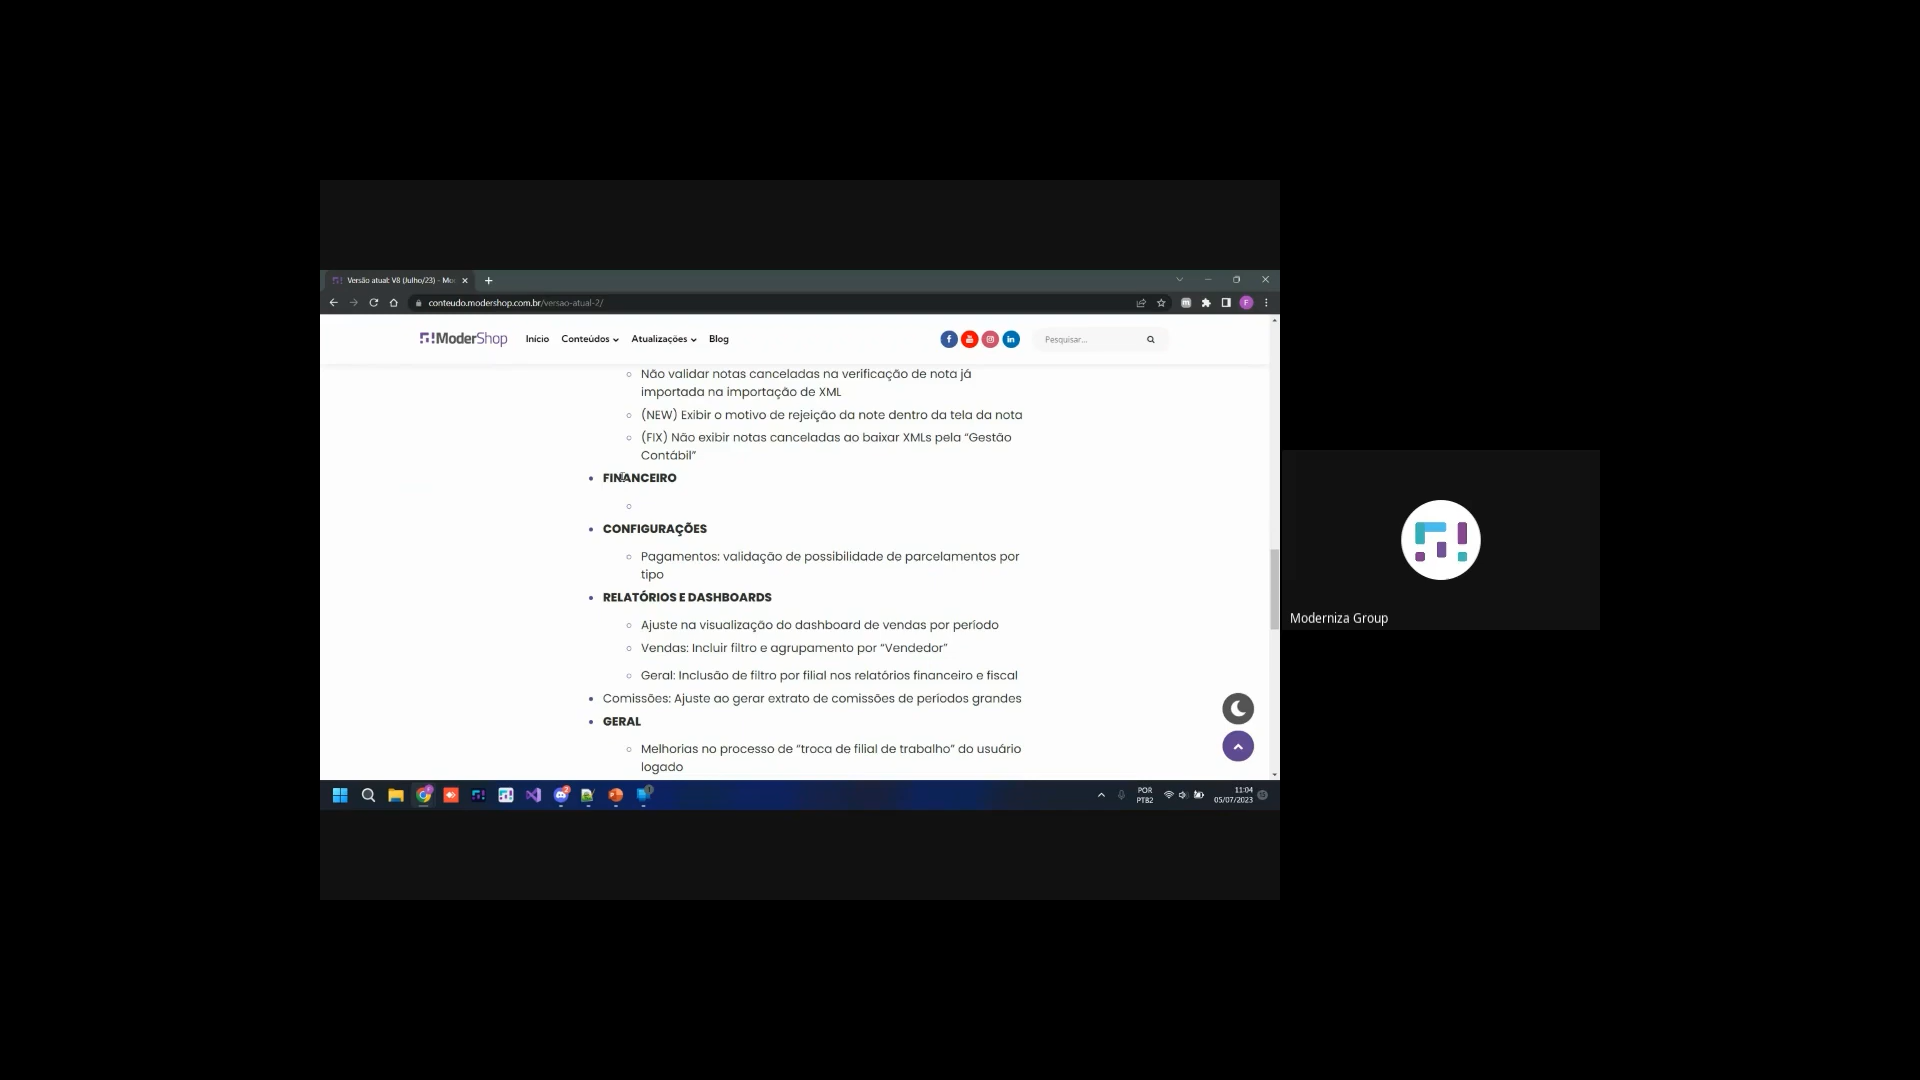 Versão atual: V8 (Julho/23) - Mo
conteudo.modershop.com.br/versao-atual-2/
F
ModerShop
Início
Conteúdos
Atualizações
Blog
Pesquisar...
Não validar notas canceladas na verificação de nota já
importada na importação de XML
(NEW) Exibir o motivo de rejeição da note dentro da tela da nota
(FIX) Não exibir notas canceladas ao baixar XMLs pela “Gestão
Contábil”
FINANCEIRO
CONFIGURAÇÕES
Pagamentos: validação de possibilidade de parcelamentos por
tipo
RELATÓRIOS E DASHBOARDS
Ajuste na visualização do dashboard de vendas por período
Vendas: Incluir filtro e agrupamento por “Vendedor”
Geral: Inclusão de filtro por filial nos relatórios financeiro e fiscal
Comissões: Ajuste ao gerar extrato de comissões de períodos grandes
GERAL
Melhorias no processo de “troca de filial de trabalho” do usuário
logado
Moderniza Group
POR
PTB2
11:04
05/07/2023